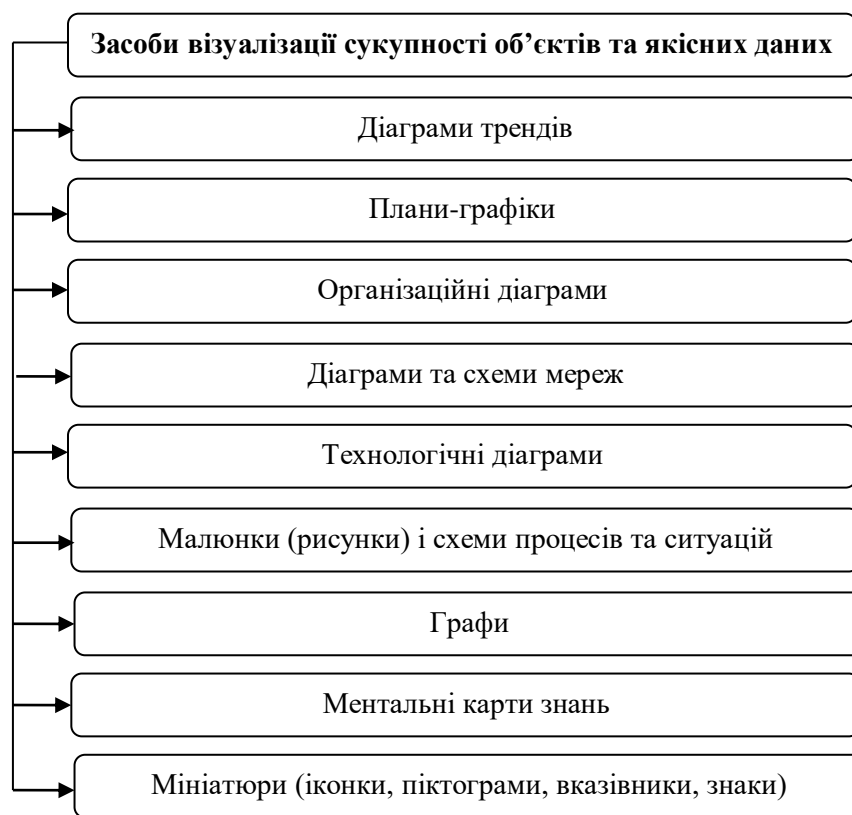 Засоби візуалізації сукупності об’єктів та якісних даних
Діаграми трендів
Плани-графіки
Організаційні діаграми
Діаграми та схеми мереж
Технологічні діаграми
Малюнки (рисунки) і схеми процесів та ситуацій
Графи
Ментальні карти знань
Мініатюри (іконки, піктограми, вказівники, знаки)